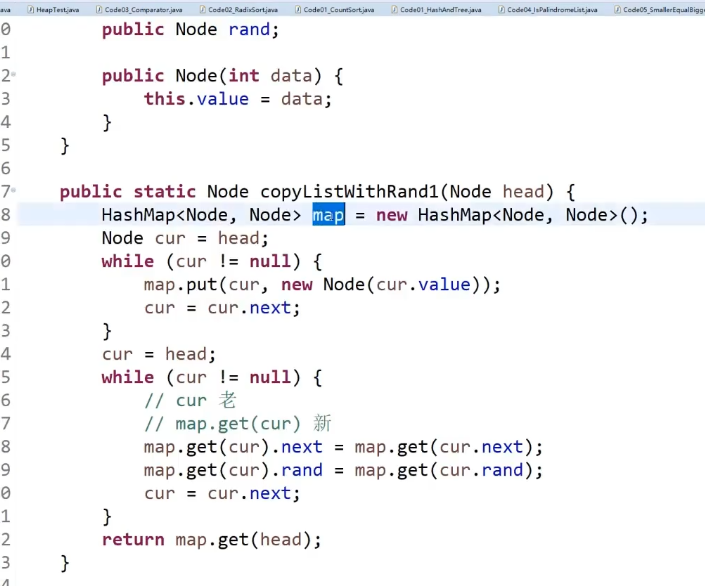 ava HeapTest.java Code03_Comparator.java Code02_RadixSort.java Code01_CountSort.java Code01_HashAndTree.java Code04_IsPalindromeList.java Code05_SmallerEqualBigge
0 public Node rand;
1
2 public Node(int data) {
3 this.value = data;
4 }
5 }
6
7 public static Node copyListWithRand1(Node head) {
8 HashMap<Node, Node> map = new HashMap<Node, Node>();
9 Node cur = head;
0 while (cur != null) {
1 map.put(cur, new Node(cur.value));
2 cur = cur.next;
3 }
4 cur = head;
5 while (cur != null) {
6 // cur 老
7 // map.get(cur) 新
8 map.get(cur).next = map.get(cur.next);
9 map.get(cur).rand = map.get(cur.rand);
0 cur = cur.next;
1 }
2 return map.get(head);
3 }